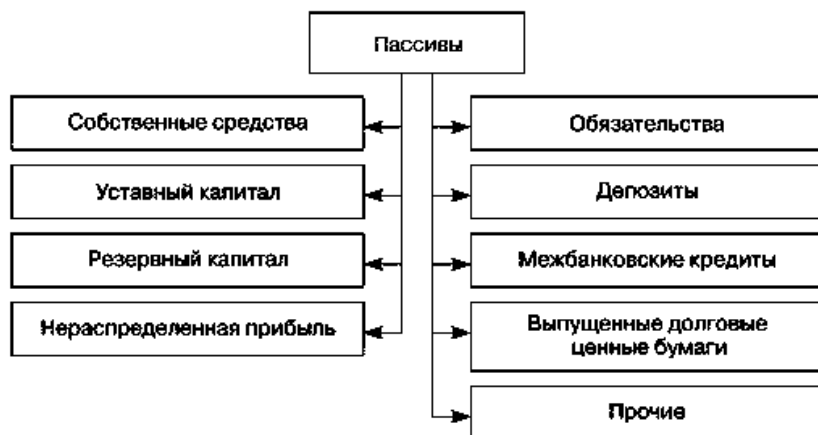 Пассивы
Собственные средства
Уставный капитал
Резервный капитал
Нераспределенная прибыль
Обязательства
Депозиты
Межбанковские кредиты
Выпущенные долговые
ценные бумаги
Прочие